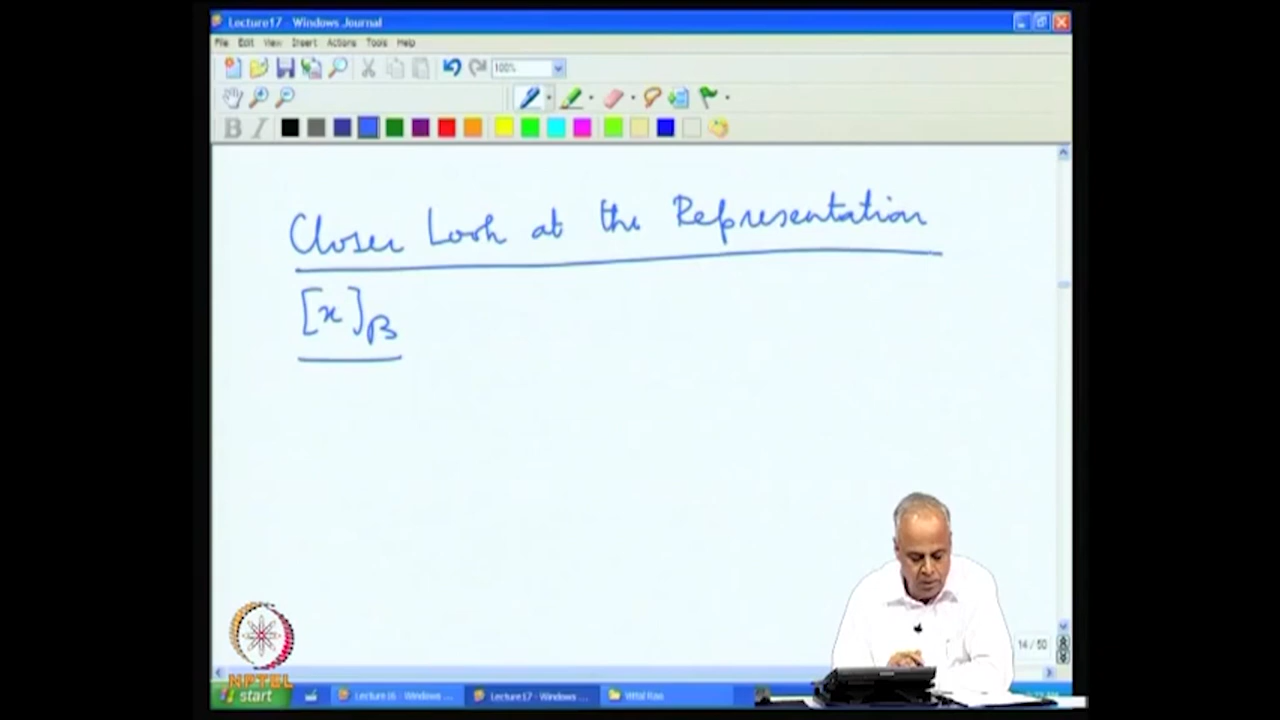 Lecture17 - Windows Journal
File Edit View Insert Actions Tools Help
100%
B I
Closer Look at the Representation
[x]β
14 / 50
NPTEL
start Lecture16 - Windows ... Lecture17 - Windows ... Vittal Rao